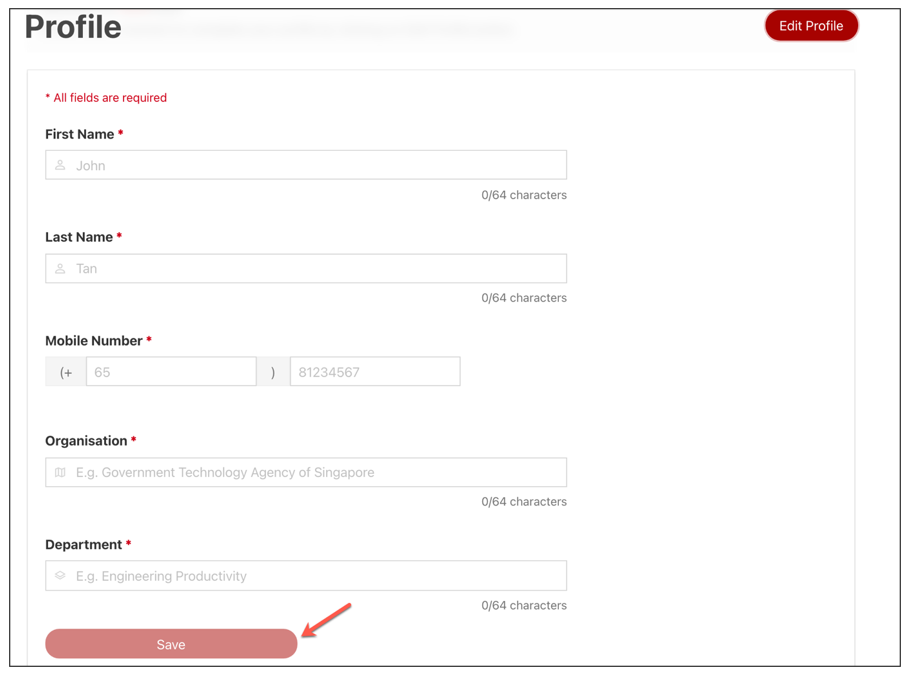 Profile
Edit Profile
* All fields are required
First Name *
John
0/64 characters
Last Name *
Tan
0/64 characters
Mobile Number *
(+ 65 ) 81234567
Organisation *
E.g. Government Technology Agency of Singapore
0/64 characters
Department *
E.g. Engineering Productivity
0/64 characters
Save